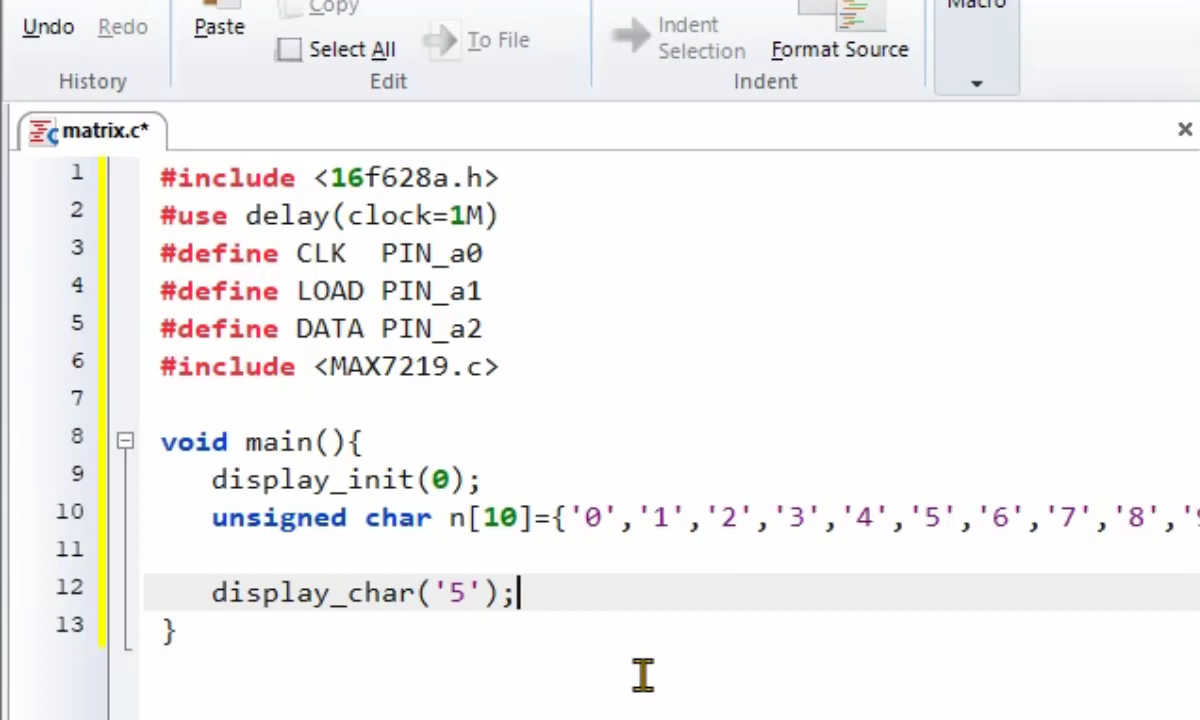 Undo Redo Paste Copy
Select All To File
Indent Selection
Format Source
Macro
History Edit Indent
matrix.c*
1 #include <16f628a.h>
2 #use delay(clock=1M)
3 #define CLK  PIN_a0
4 #define LOAD PIN_a1
5 #define DATA PIN_a2
6 #include <MAX7219.c>
7
8 void main(){
9 display_init(0);
10 unsigned char n[10]={'0','1','2','3','4','5','6','7','8','9
11
12 display_char('5');
13 }